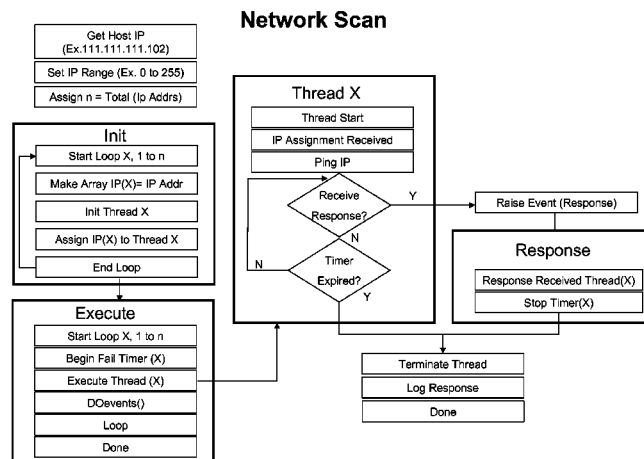 Network Scan
Get Host IP
(Ex.111.111.111.102)
Set IP Range (Ex. 0 to 255)
Assign n = Total (Ip Addrs)
Init
Start Loop X, 1 to n
Make Array IP(X)= IP Addr
Init Thread X
Assign IP(X) to Thread X
End Loop
Execute
Start Loop X, 1 to n
Begin Fail Timer (X)
Execute Thread (X)
DOevents()
Loop
Done
Thread X
Thread Start
IP Assignment Received
Ping IP
Receive
Response?
Y
N
Timer
Expired?
N
Y
Raise Event (Response)
Response
Response Received Thread(X)
Stop Timer(X)
Terminate Thread
Log Response
Done